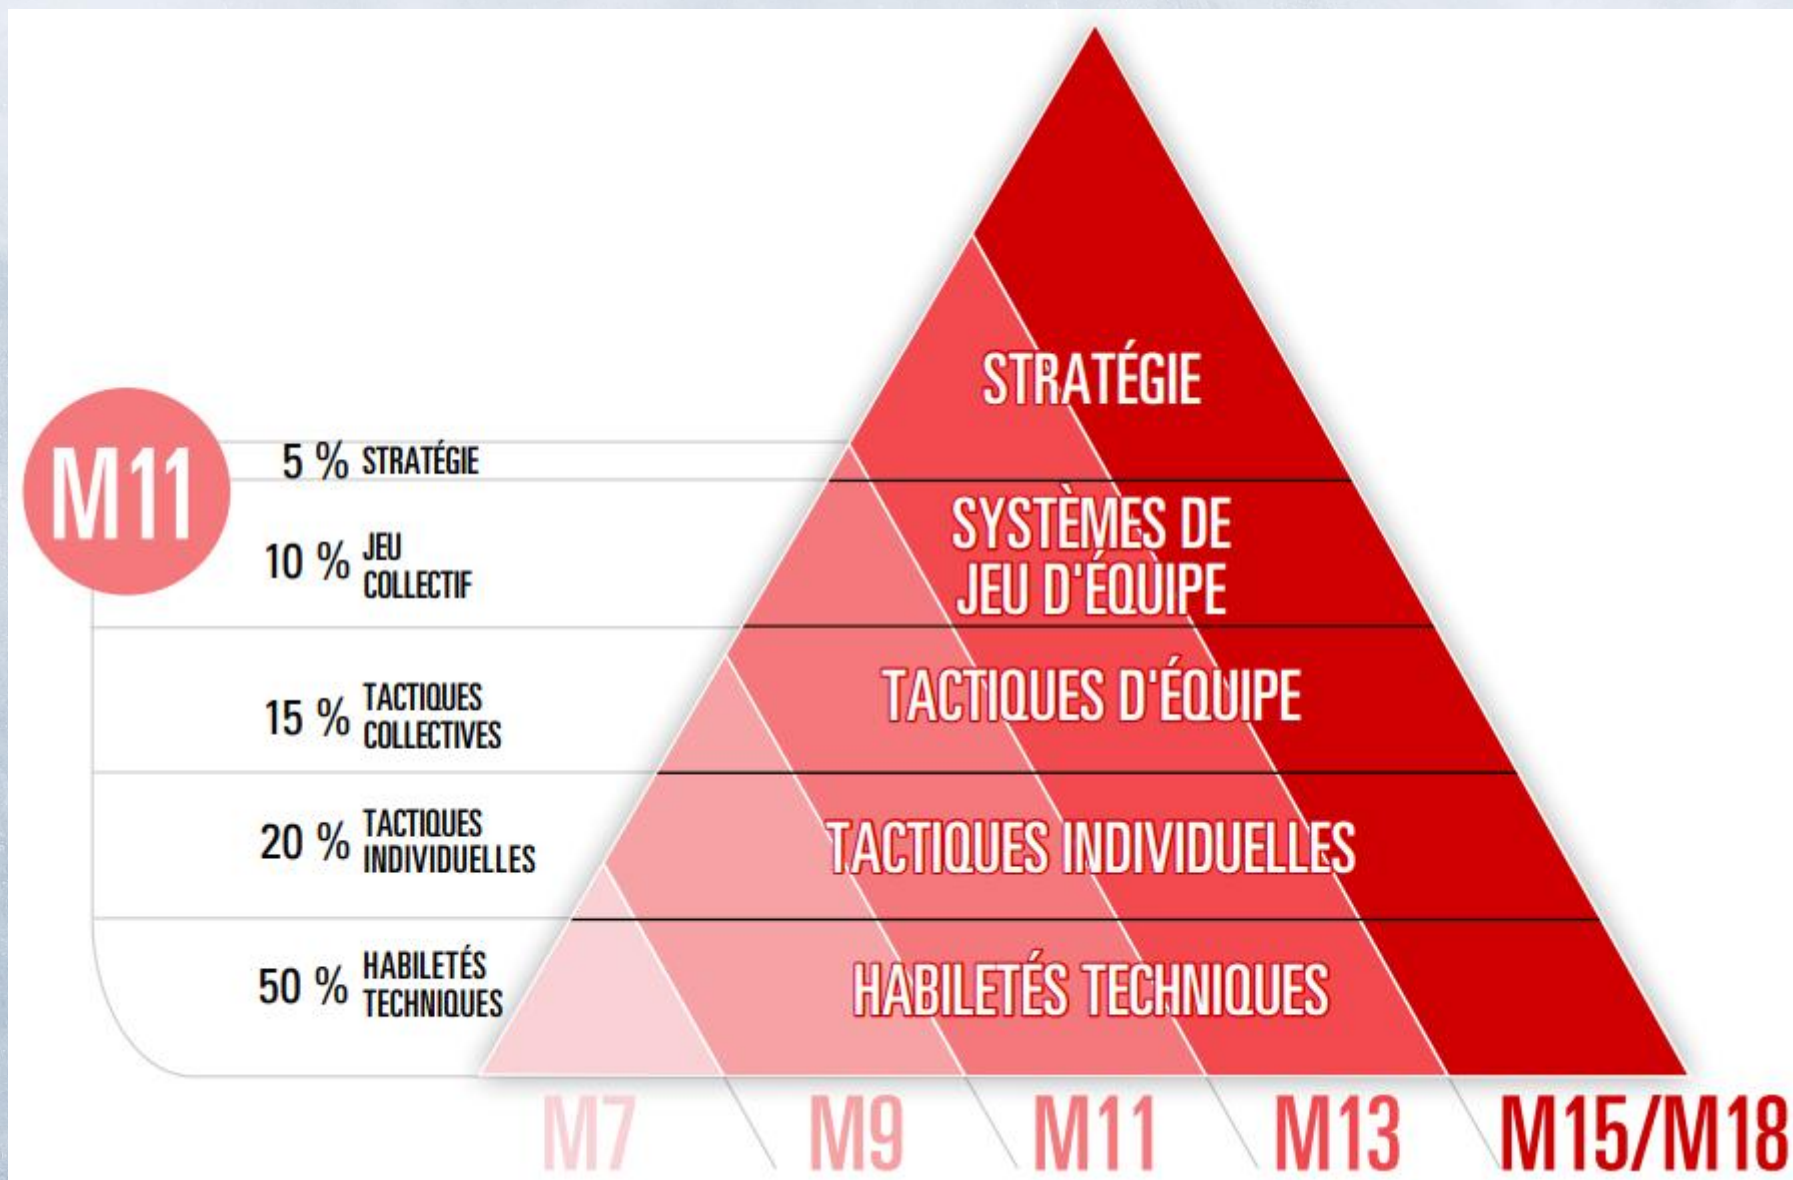 M11
5 % STRATÉGIE
10 % JEU
COLLECTIF
15 % TACTIQUES
COLLECTIVES
20 % TACTIQUES
INDIVIDUELLES
50 % HABILETÉS
TECHNIQUES
STRATÉGIE
SYSTÈMES DE
JEU D'ÉQUIPE
TACTIQUES D'ÉQUIPE
TACTIQUES INDIVIDUELLES
HABILETÉS TECHNIQUES
M7
M9
M11
M13
M15/M18